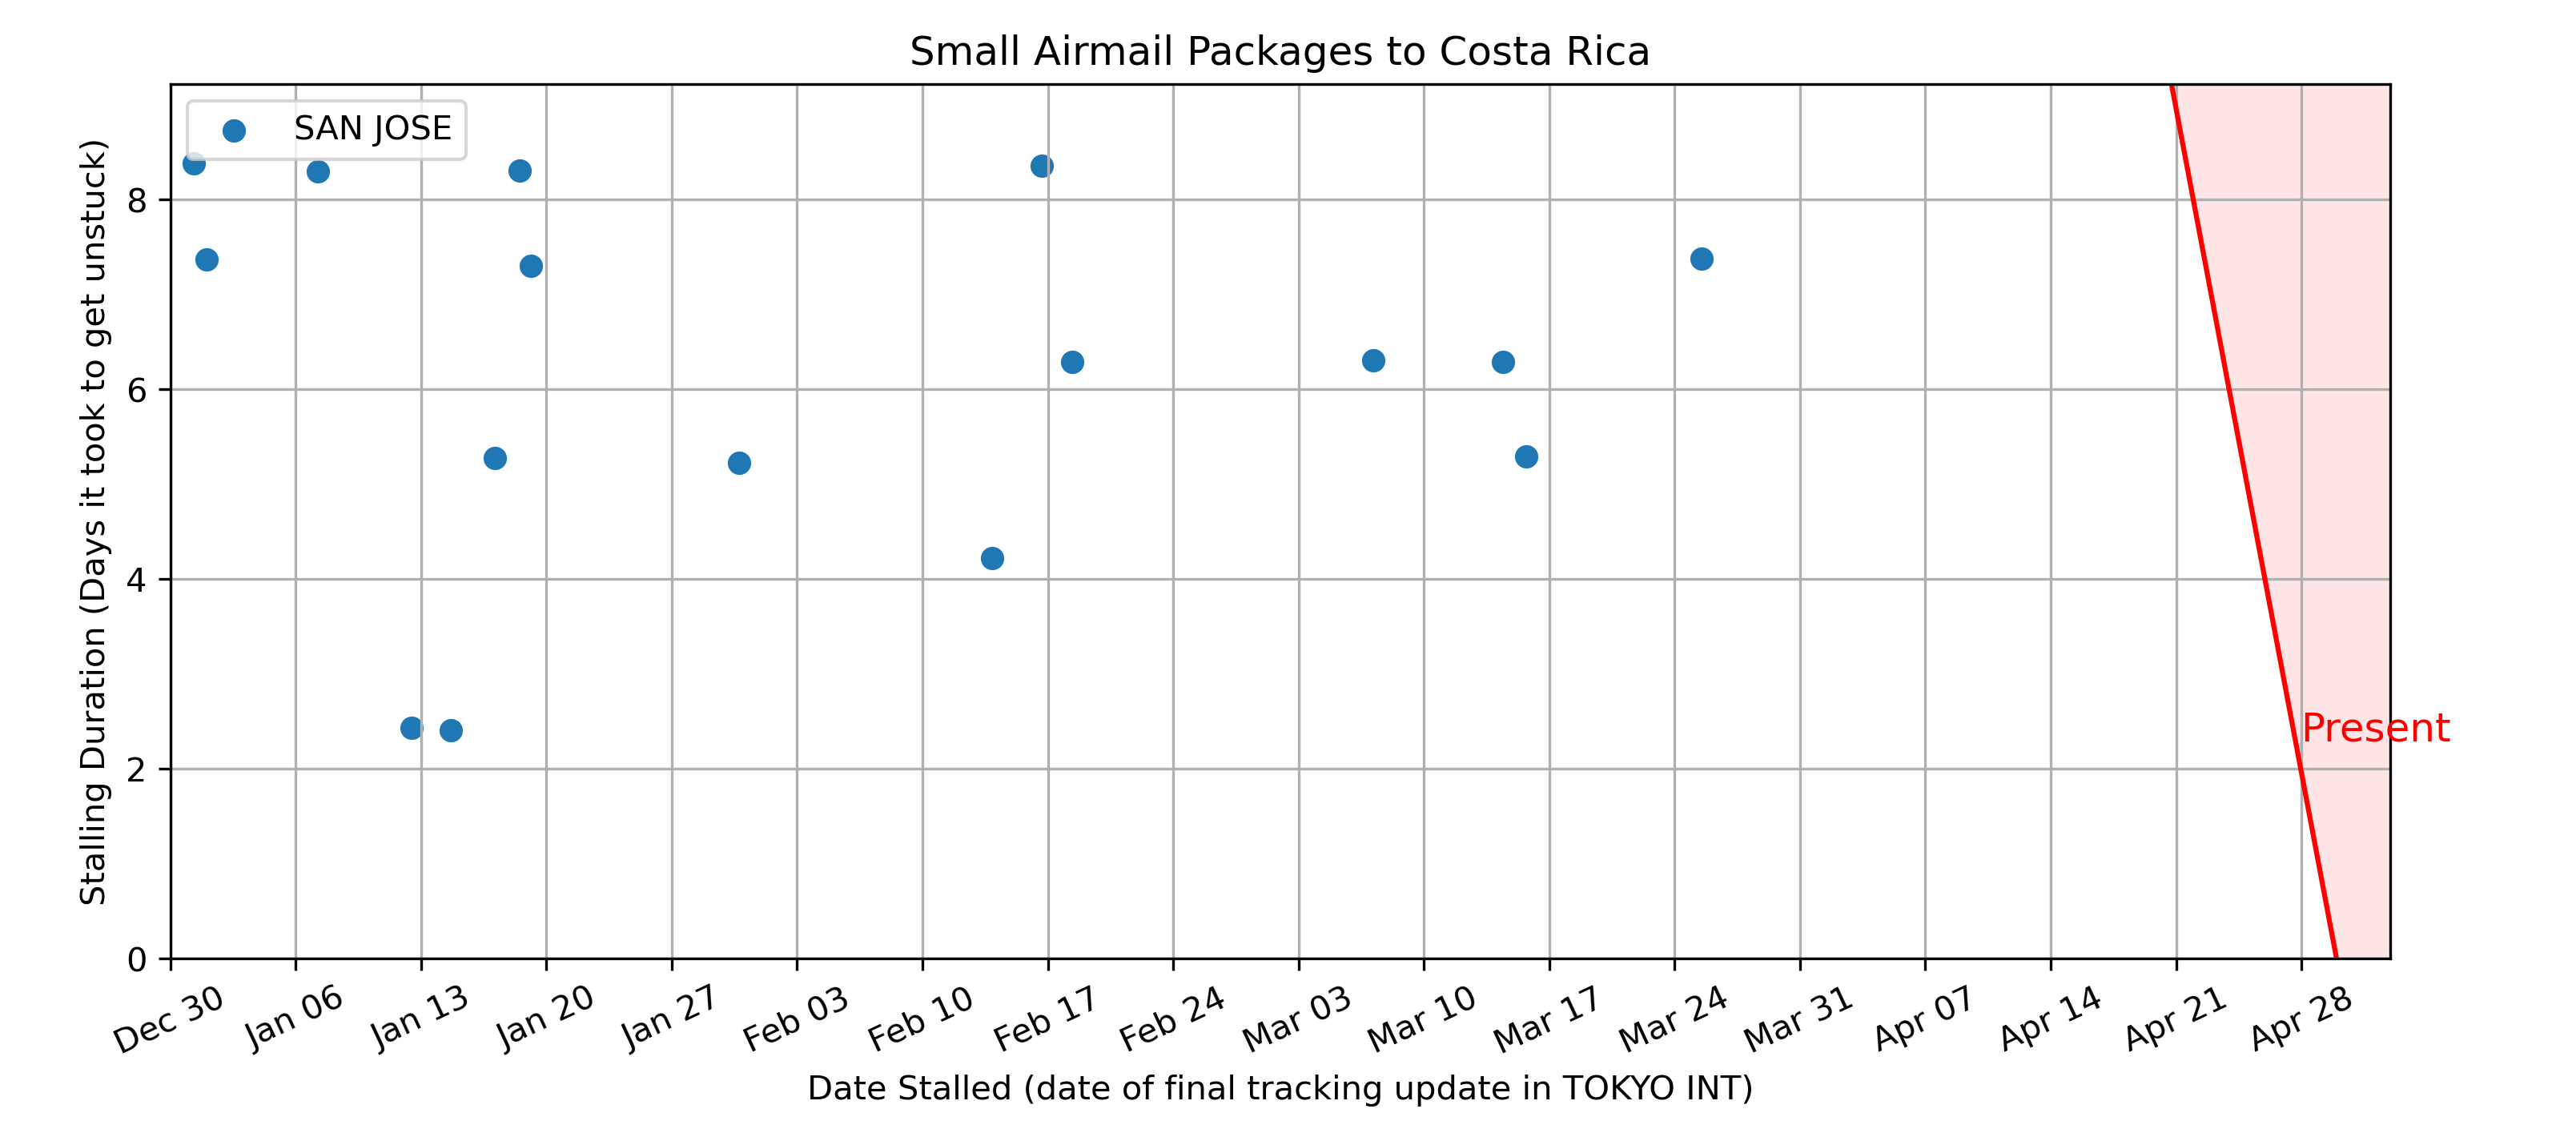 Small Airmail Packages to Costa Rica
SAN JOSE
Stalling Duration (Days it took to get unstuck)
8
6
4
2
0
Present
Dec 30
Jan 06
Jan 13
Jan 20
Jan 27
Feb 03
Feb 10
Feb 17
Feb 24
Mar 03
Mar 10
Mar 17
Mar 24
Mar 31
Apr 07
Apr 14
Apr 21
Apr 28
Date Stalled (date of final tracking update in TOKYO INT)